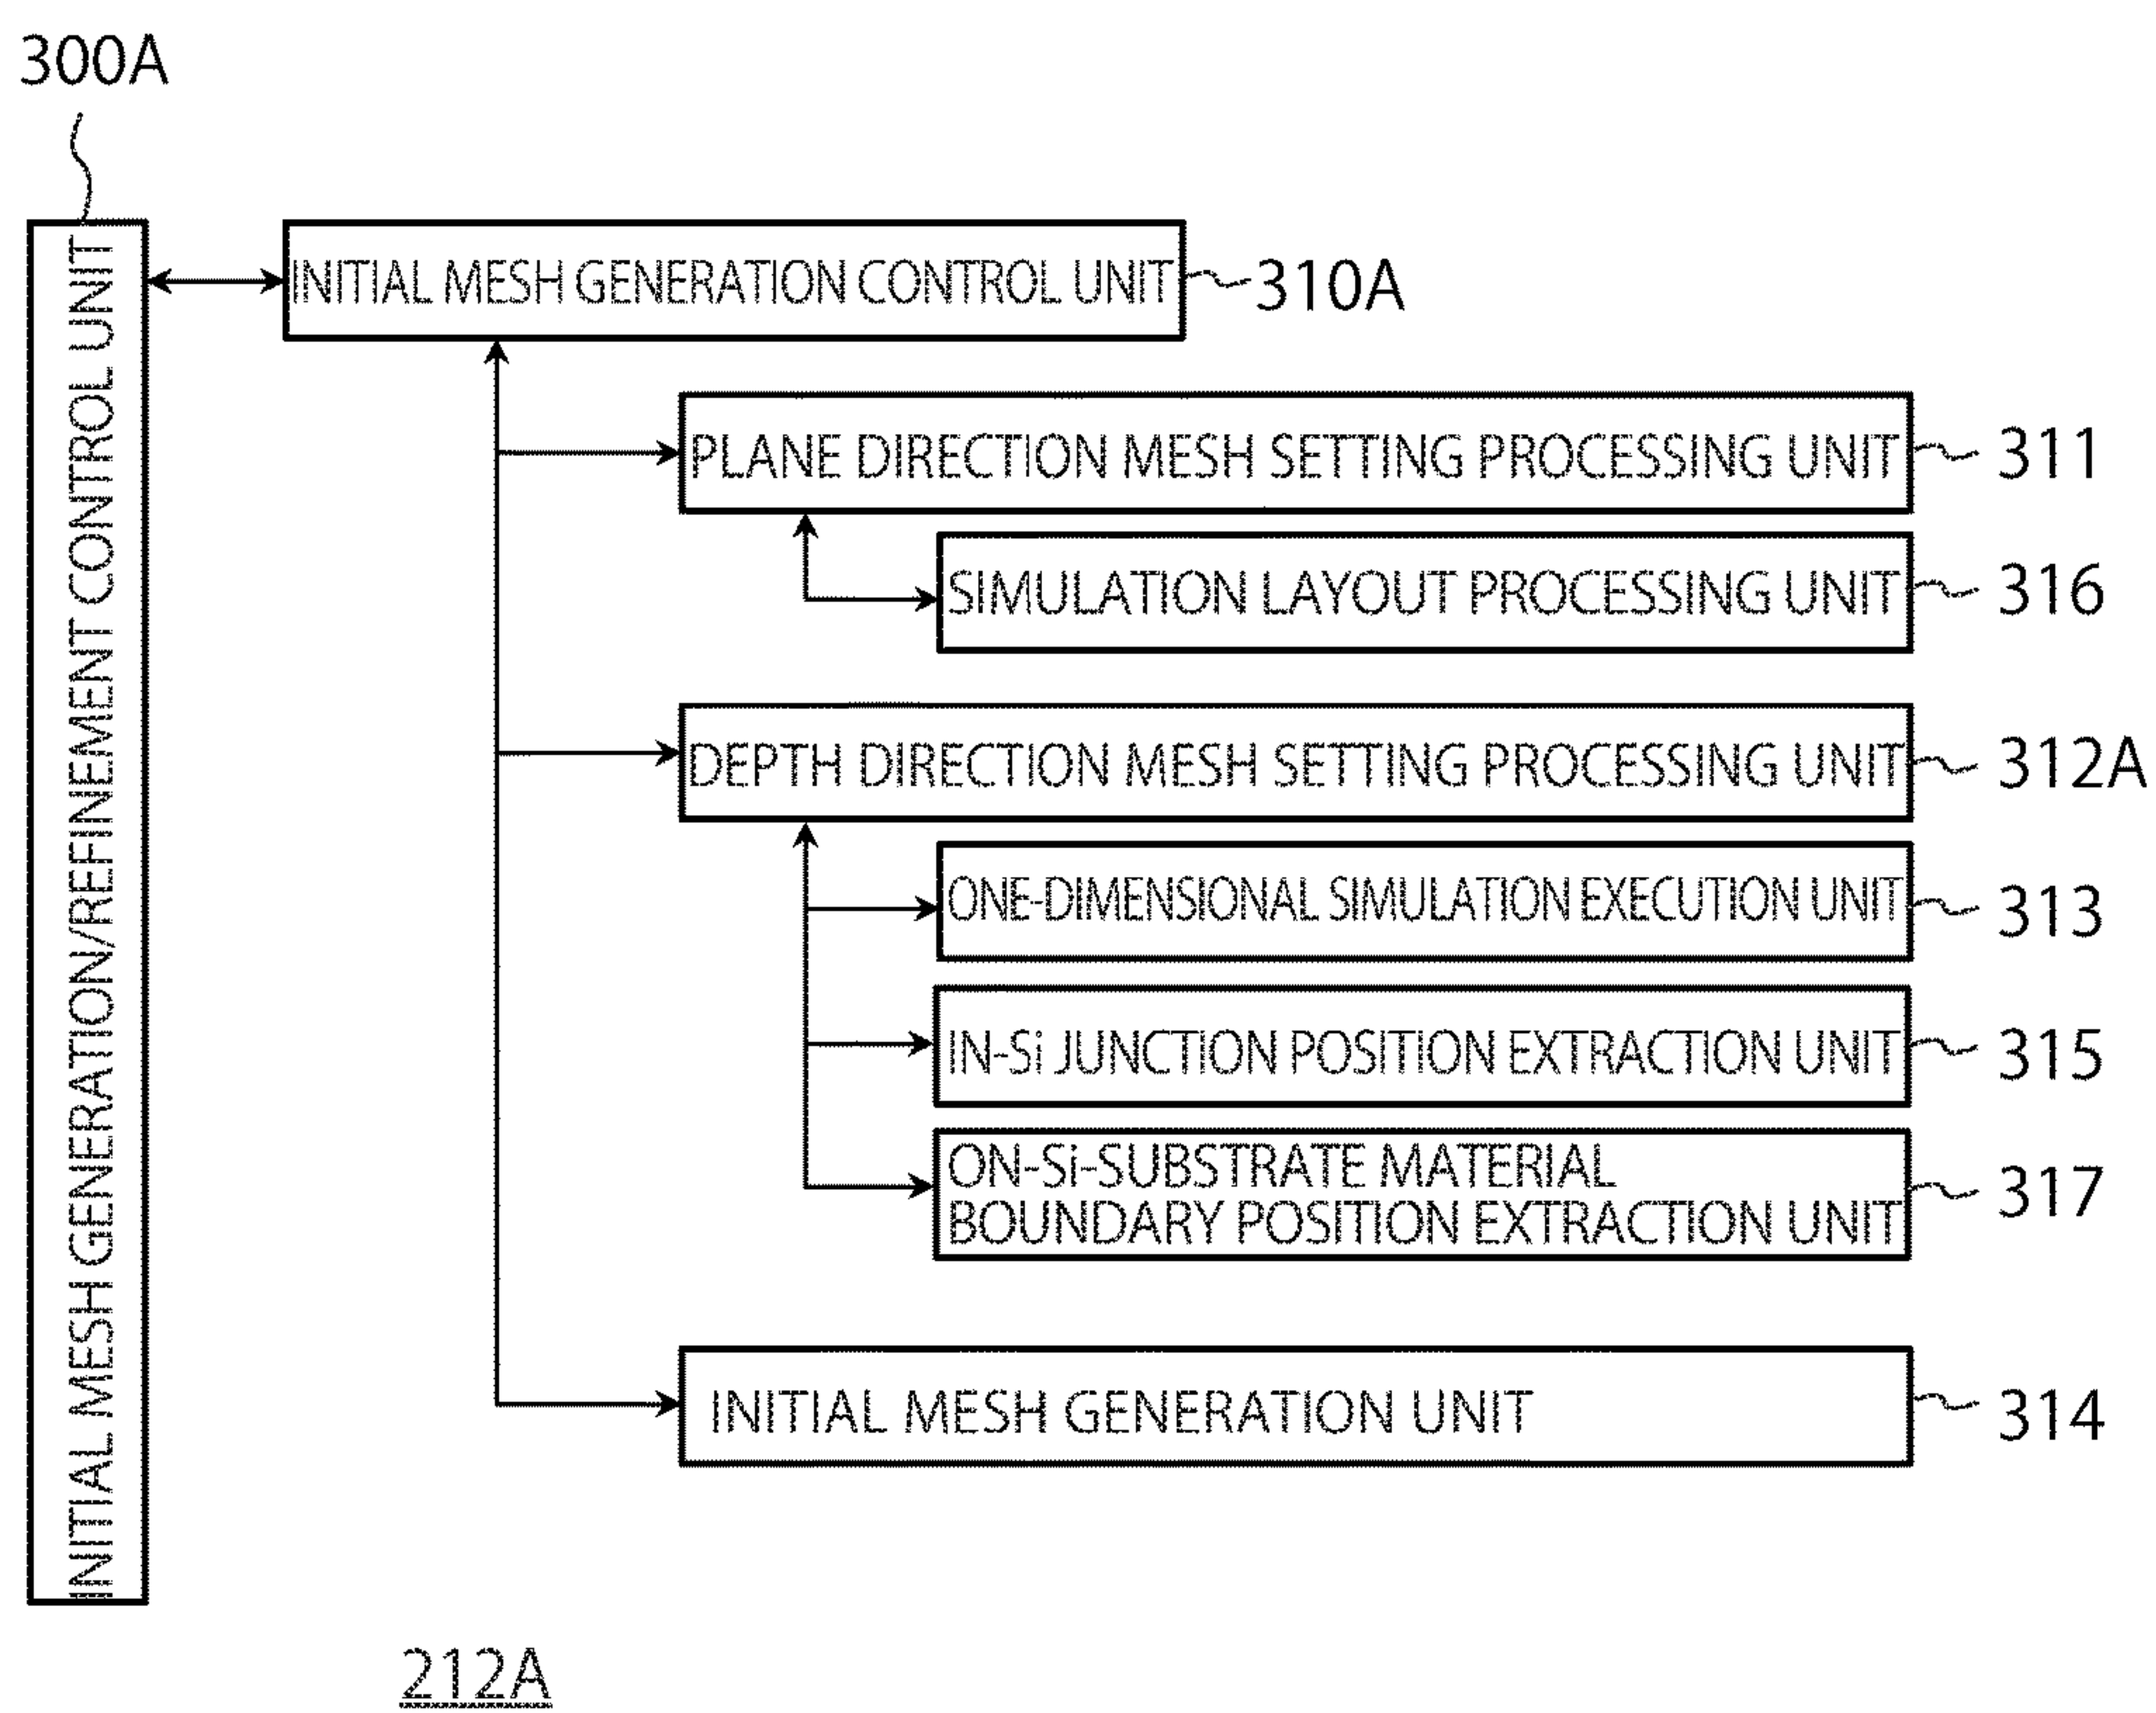 300A
INITIAL MESH GENERATION/REFINEMENT CONTROL UNIT
INITIAL MESH GENERATION CONTROL UNIT
310A
PLANE DIRECTION MESH SETTING PROCESSING UNIT
311
SIMULATION LAYOUT PROCESSING UNIT
316
DEPTH DIRECTION MESH SETTING PROCESSING UNIT
312A
ONE-DIMENSIONAL SIMULATION EXECUTION UNIT
313
IN-Si JUNCTION POSITION EXTRACTION UNIT
315
ON-Si-SUBSTRATE MATERIAL
BOUNDARY POSITION EXTRACTION UNIT
317
INITIAL MESH GENERATION UNIT
314
212A